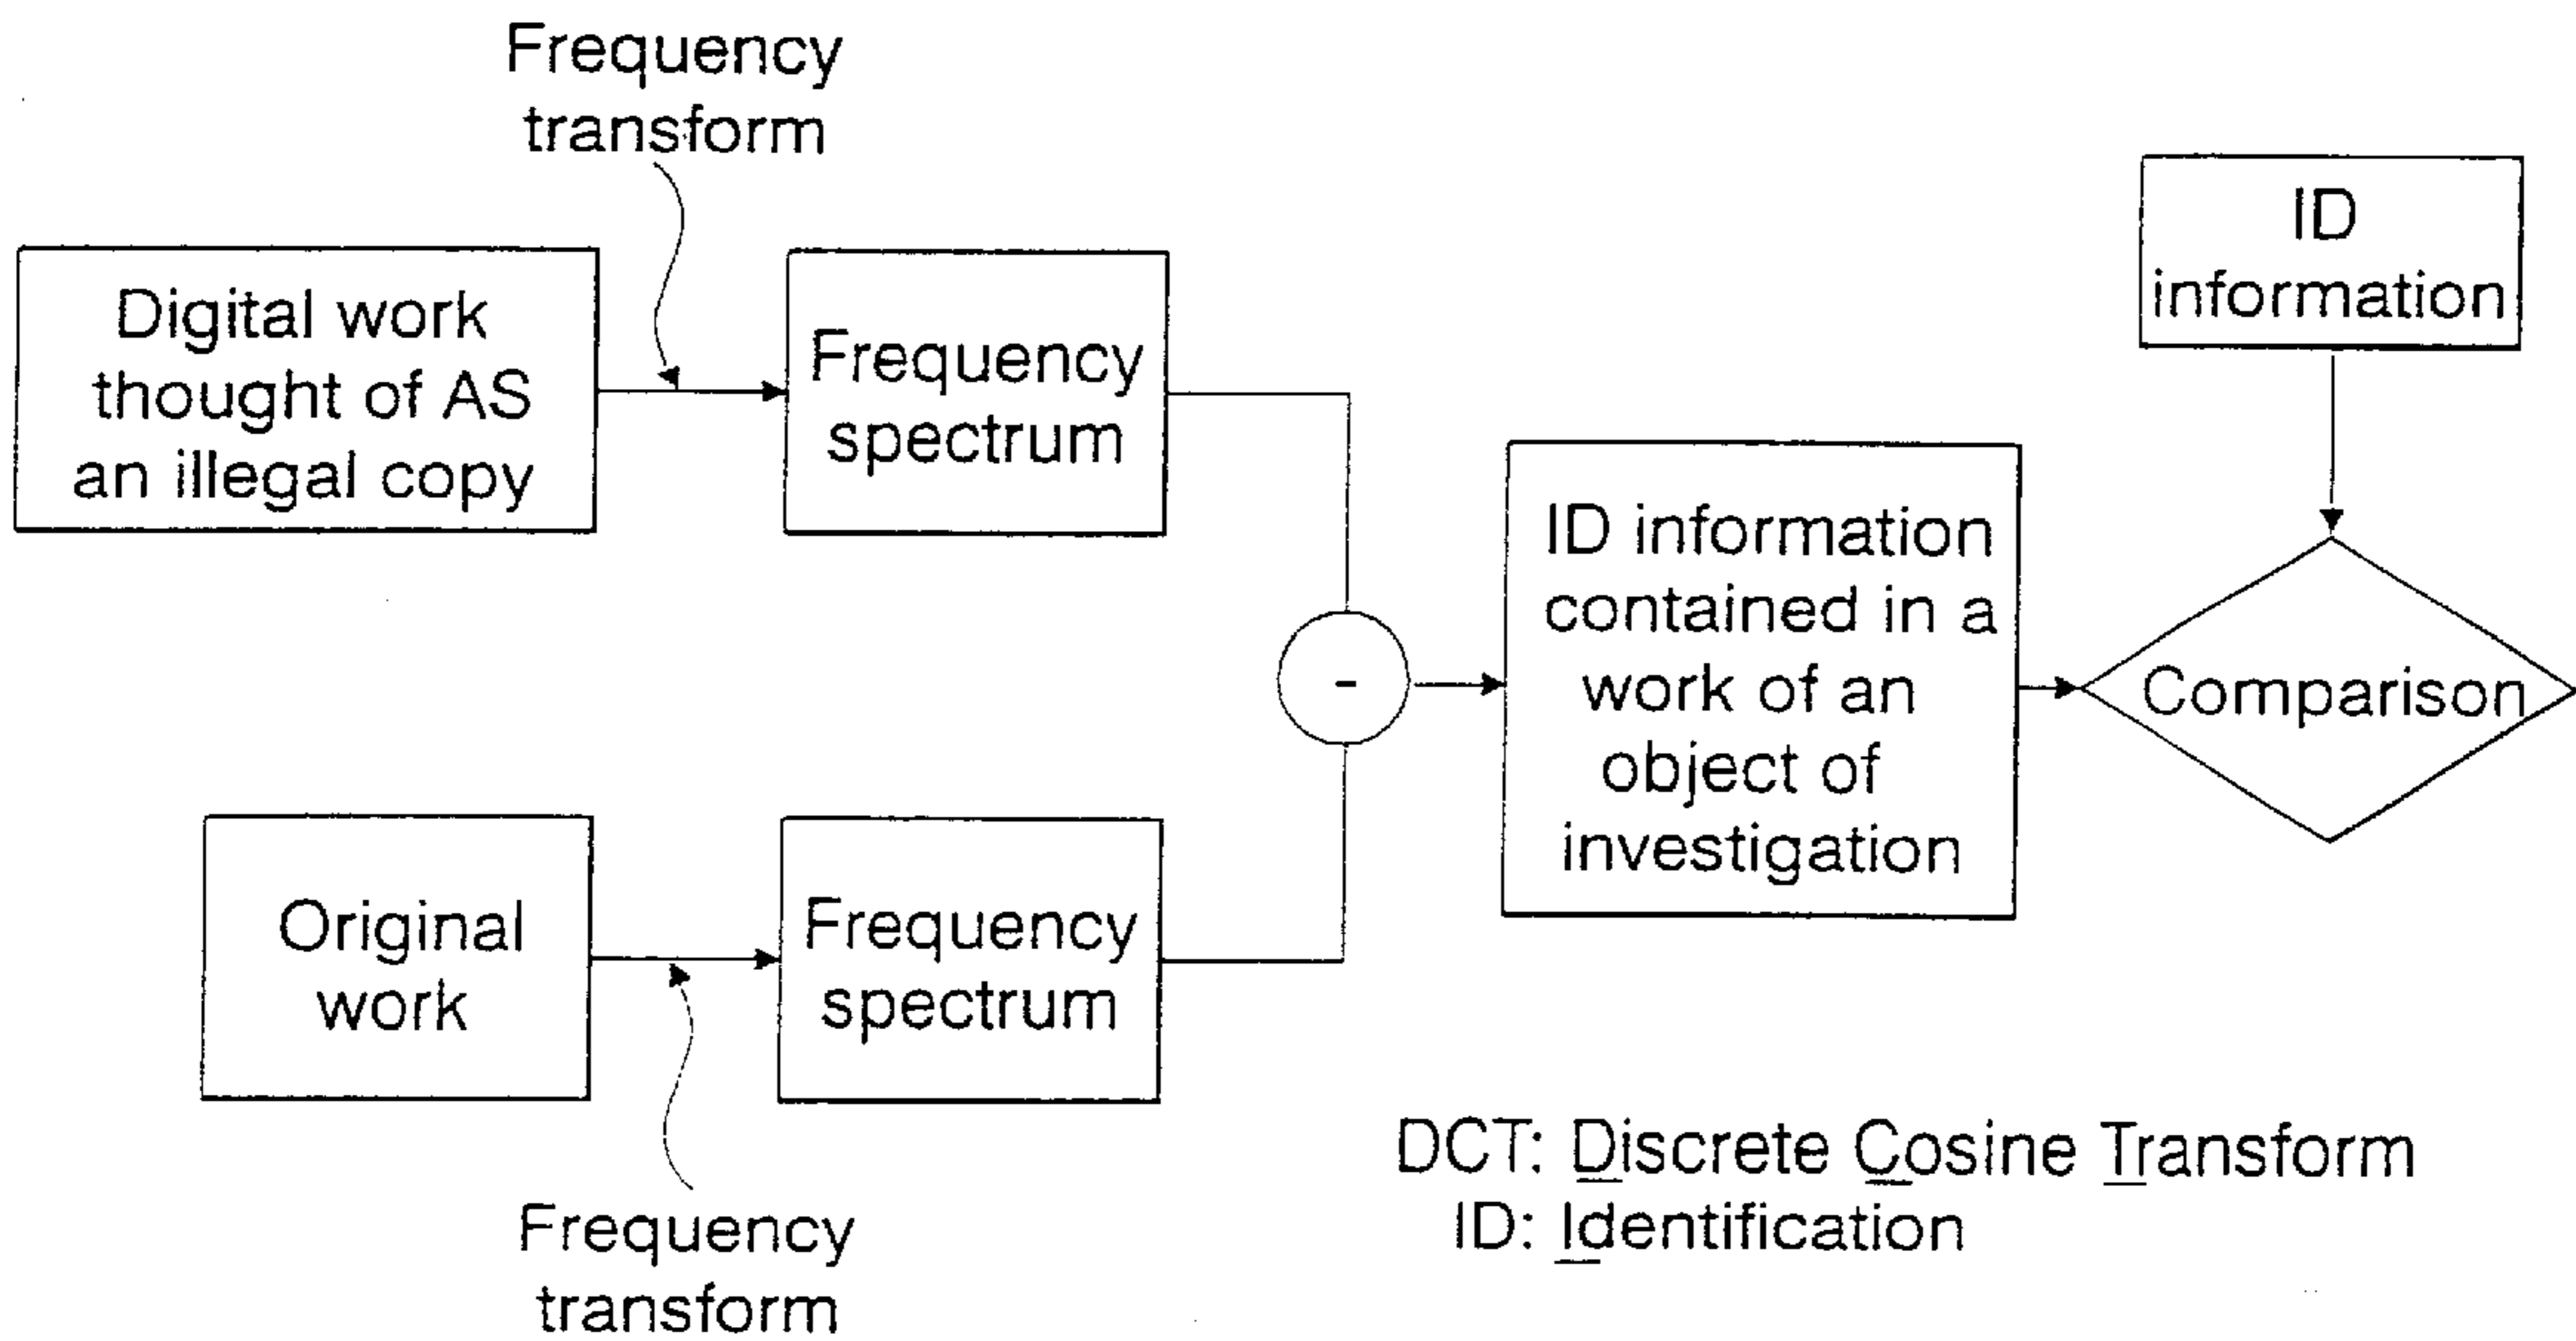 Frequency
transform
ID
information
Digital work
thought of AS
an illegal copy
Frequency
spectrum
ID information
contained in a
work of an
object of
investigation
-
Comparison
Original
work
Frequency
spectrum
Frequency
transform
DCT: Discrete Cosine Transform
ID: Identification